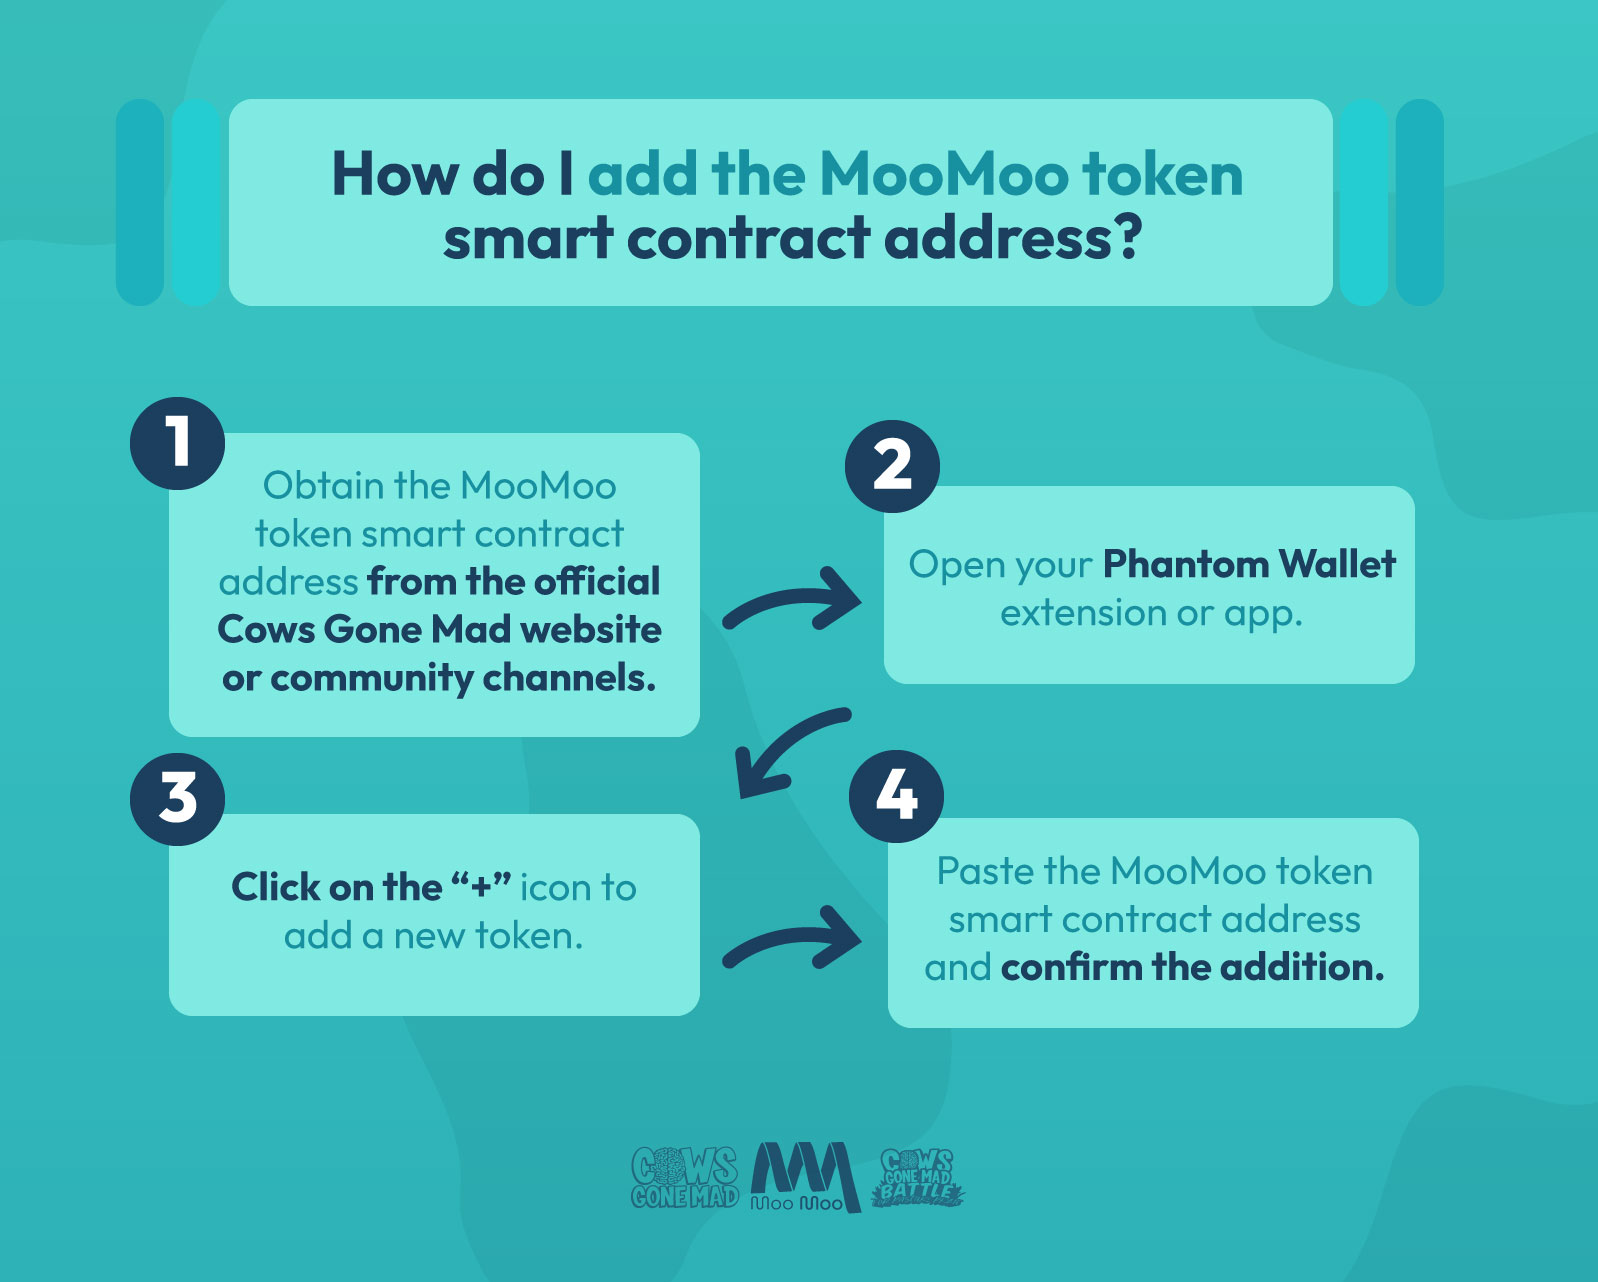 How do I add the MooMoo token
smart contract address?
1
Obtain the MooMoo
token smart contract
address from the official
Cows Gone Mad website
or community channels.
2
Open your Phantom Wallet
extension or app.
3
Click on the “+” icon to
add a new token.
4
Paste the MooMoo token
smart contract address
and confirm the addition.
COWS
GONE MAD
Moo Moo
COWS
GONE MAD
BATTLE